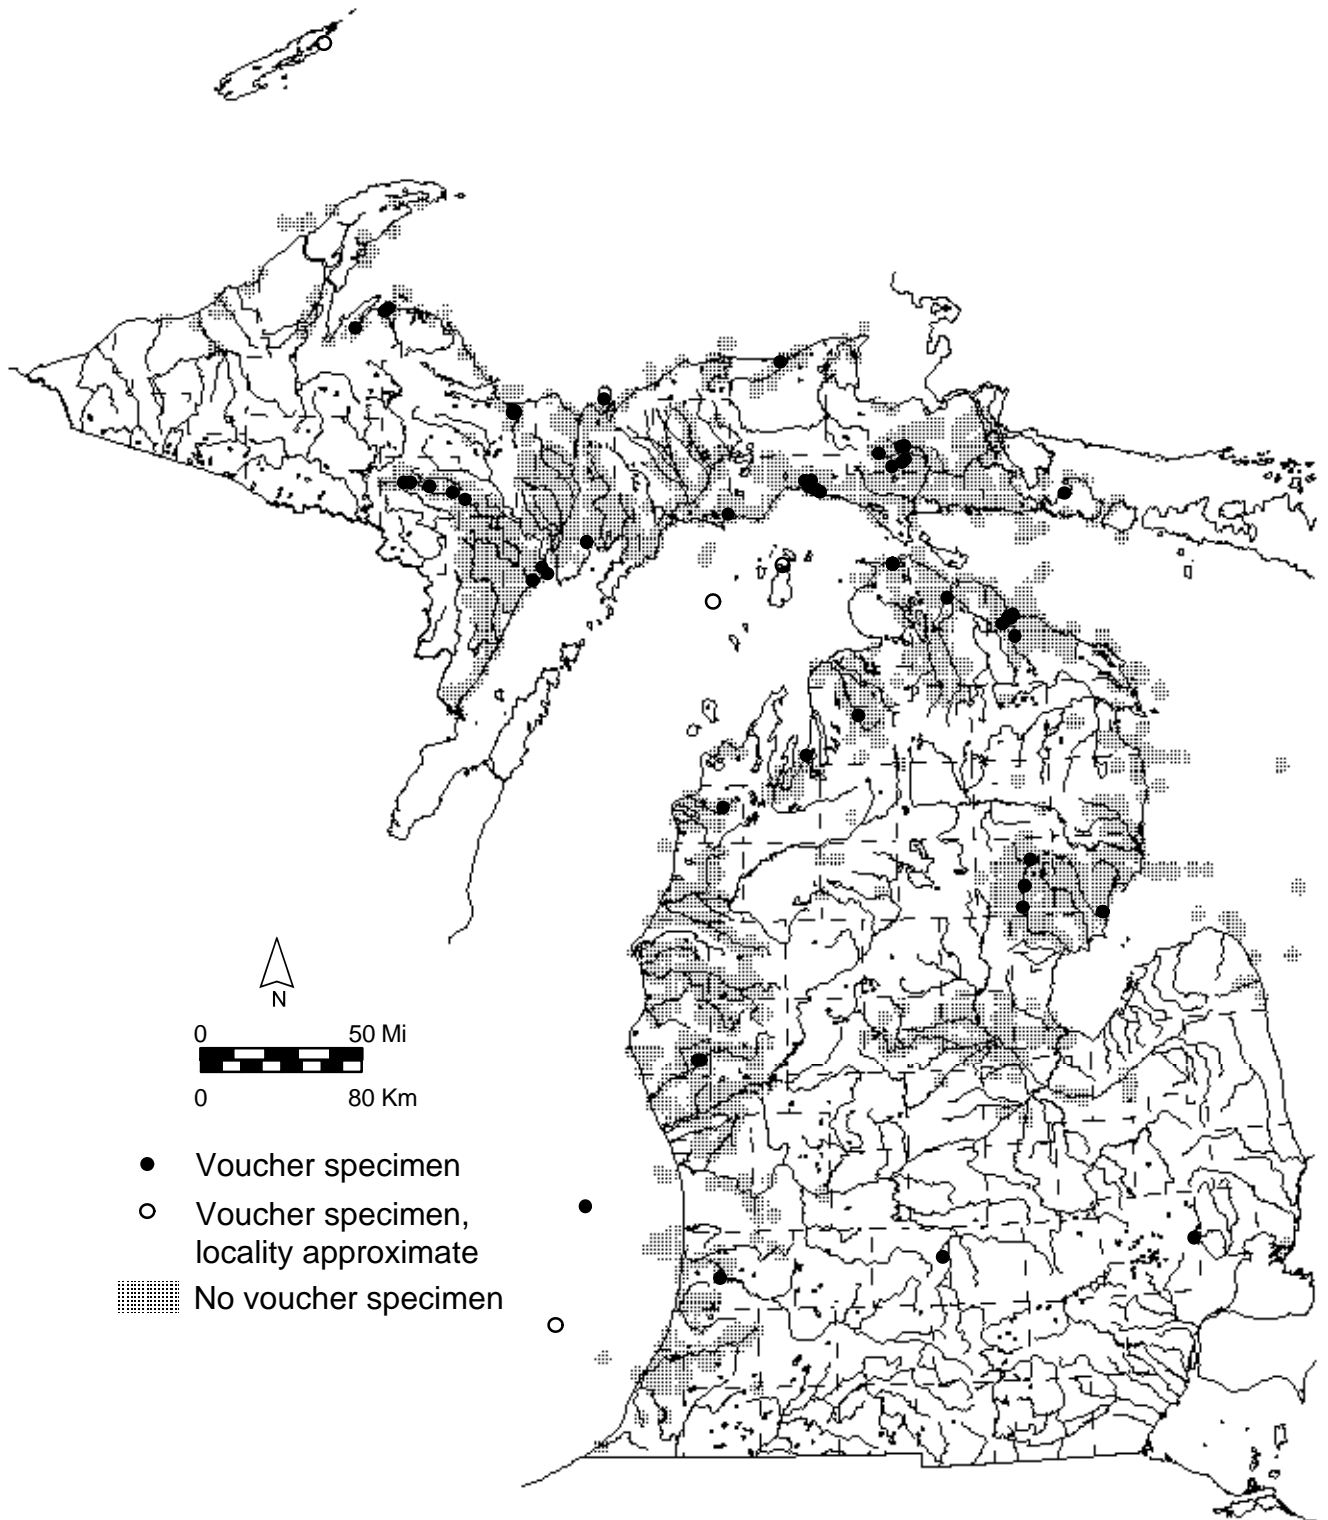 N
0 50 Mi
0 80 Km
Voucher specimen
Voucher specimen,
locality approximate
No voucher specimen